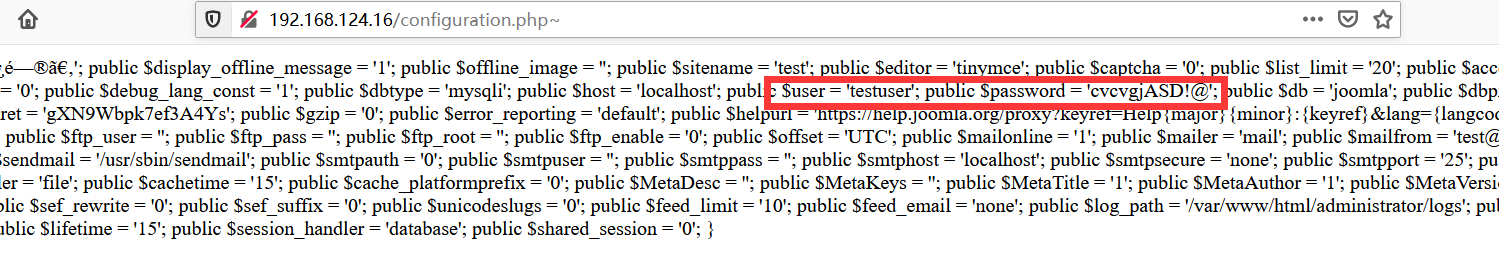 192.168.124.16/configuration.php~
¿é—®ã€‚'; public $display_offline_message = '1'; public $offline_image = ''; public $sitename = 'test'; public $editor = 'tinymce'; public $captcha = '0'; public $list_limit = '20'; public $acc
= '0'; public $debug_lang_const = '1'; public $dbtype = 'mysqli'; public $host = 'localhost'; public $user = 'testuser'; public $password = 'cvcvgjASD!@'; public $db = 'joomla'; public $dbp
ret = 'gXN9Wbpk7ef3A4Ys'; public $gzip = '0'; public $error_reporting = 'default'; public $helpurl = 'https://help.joomla.org/proxy?keyref=Help{major}{minor}:{keyref}&lang={langcod
public $ftp_user = ''; public $ftp_pass = ''; public $ftp_root = ''; public $ftp_enable = '0'; public $offset = 'UTC'; public $mailonline = '1'; public $mailer = 'mail'; public $mailfrom = 'test@
$sendmail = '/usr/sbin/sendmail'; public $smtpauth = '0'; public $smtpuser = ''; public $smtppass = ''; public $smtphost = 'localhost'; public $smtpsecure = 'none'; public $smtpport = '25'; pu
ler = 'file'; public $cachetime = '15'; public $cache_platformprefix = '0'; public $MetaDesc = ''; public $MetaKeys = ''; public $MetaTitle = '1'; public $MetaAuthor = '1'; public $MetaVersi
blic $sef_rewrite = '0'; public $sef_suffix = '0'; public $unicodeslugs = '0'; public $feed_limit = '10'; public $feed_email = 'none'; public $log_path = '/var/www/html/administrator/logs'; pub
ublic $lifetime = '15'; public $session_handler = 'database'; public $shared_session = '0'; }